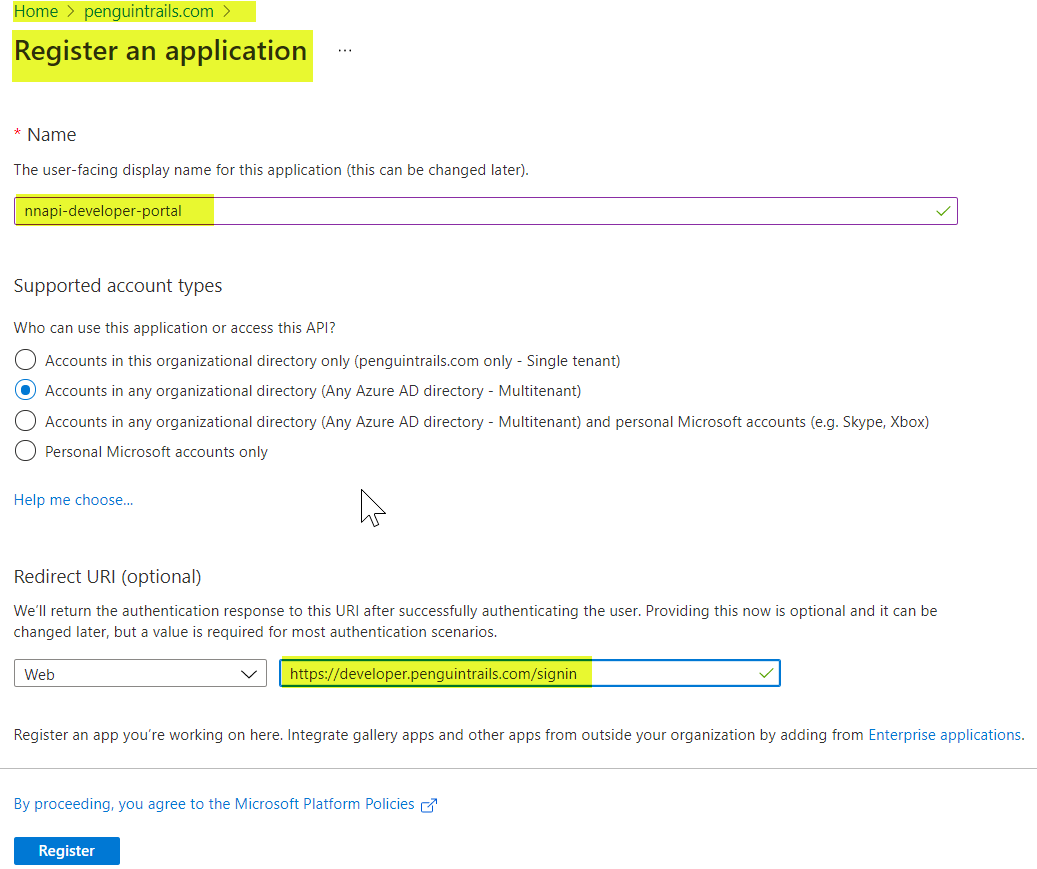 Home > penguintrails.com >
Register an application ...
* Name
The user-facing display name for this application (this can be changed later).
nnapi-developer-portal
Supported account types
Who can use this application or access this API?
Accounts in this organizational directory only (penguintrails.com only - Single tenant)
Accounts in any organizational directory (Any Azure AD directory - Multitenant)
Accounts in any organizational directory (Any Azure AD directory - Multitenant) and personal Microsoft accounts (e.g. Skype, Xbox)
Personal Microsoft accounts only
Help me choose...
Redirect URI (optional)
We'll return the authentication response to this URI after successfully authenticating the user. Providing this now is optional and it can be
changed later, but a value is required for most authentication scenarios.
Web https://developer.penguintrails.com/signin
Register an app you're working on here. Integrate gallery apps and other apps from outside your organization by adding from Enterprise applications.
By proceeding, you agree to the Microsoft Platform Policies
Register